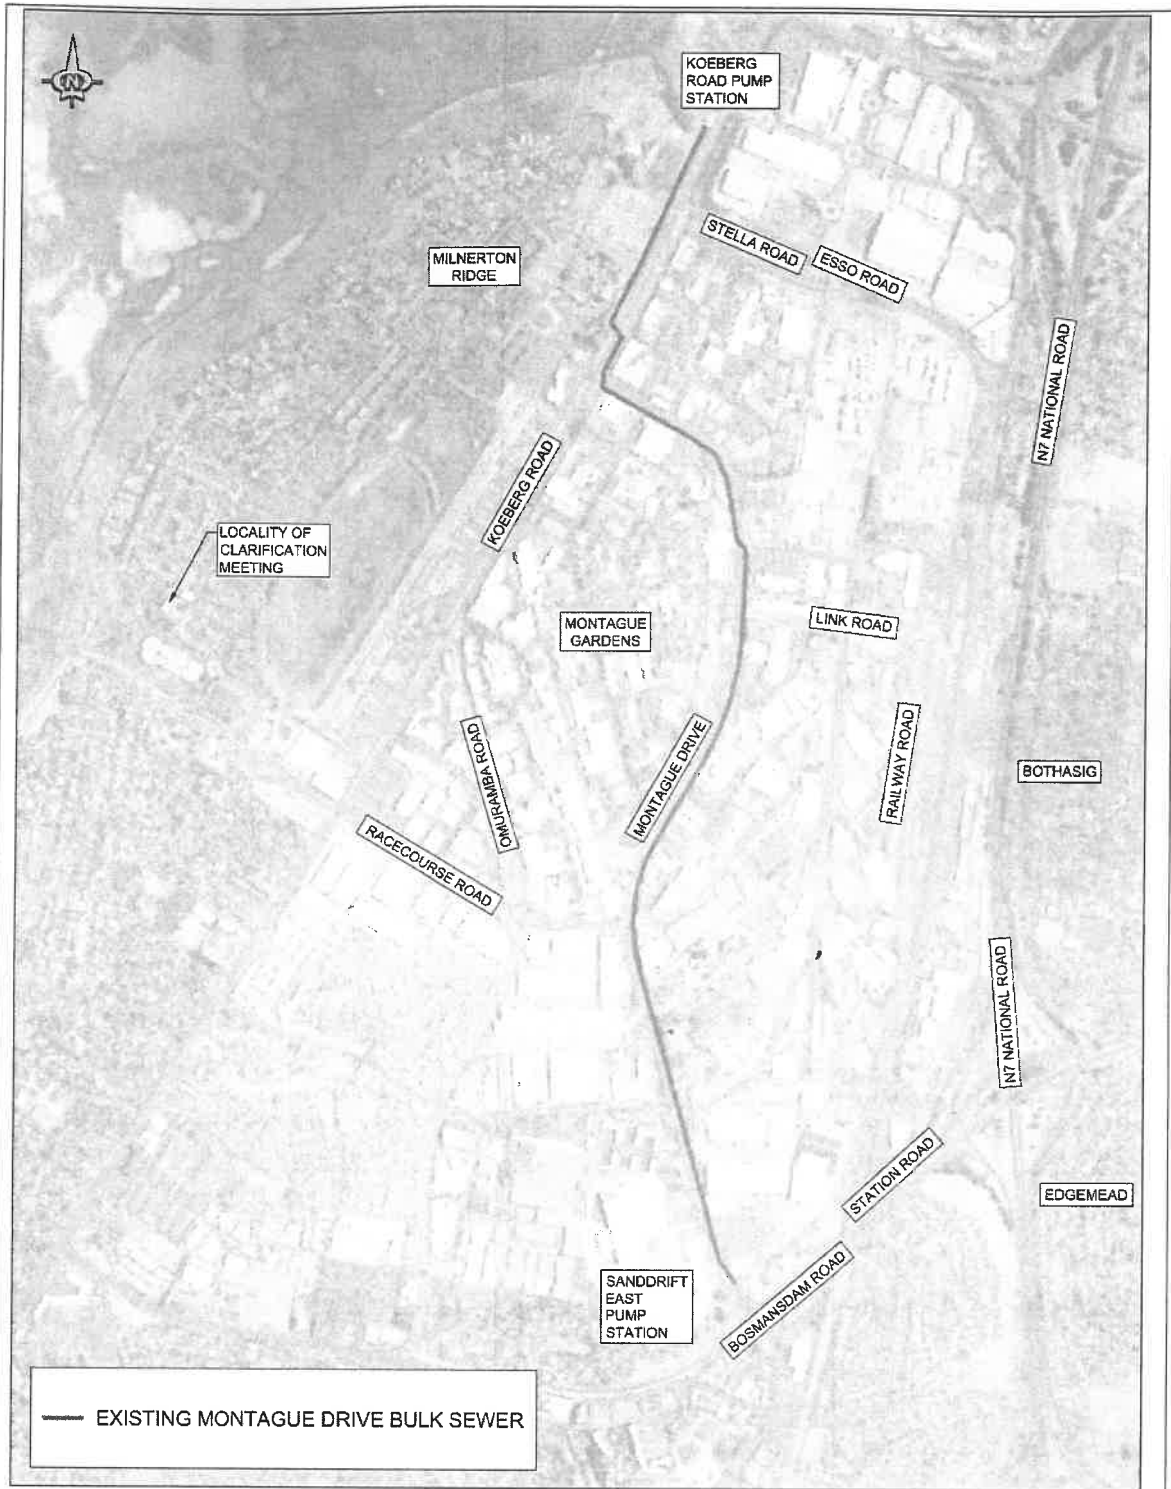 N
KOEBERG
ROAD PUMP
STATION
STELLA ROAD
ESSO ROAD
MILNERTON
RIDGE
N7 NATIONAL ROAD
KOEBERG ROAD
LOCALITY OF
CLARIFICATION
MEETING
MONTAGUE
GARDENS
LINK ROAD
OMURAMBA ROAD
MONTAGUE DRIVE
RAILWAY ROAD
BOTHASIG
RACECOURSE ROAD
N7 NATIONAL ROAD
STATION ROAD
EDGEMEAD
SANDDRIFT
EAST
PUMP
STATION
BOSMANSDAM ROAD
EXISTING MONTAGUE DRIVE BULK SEWER